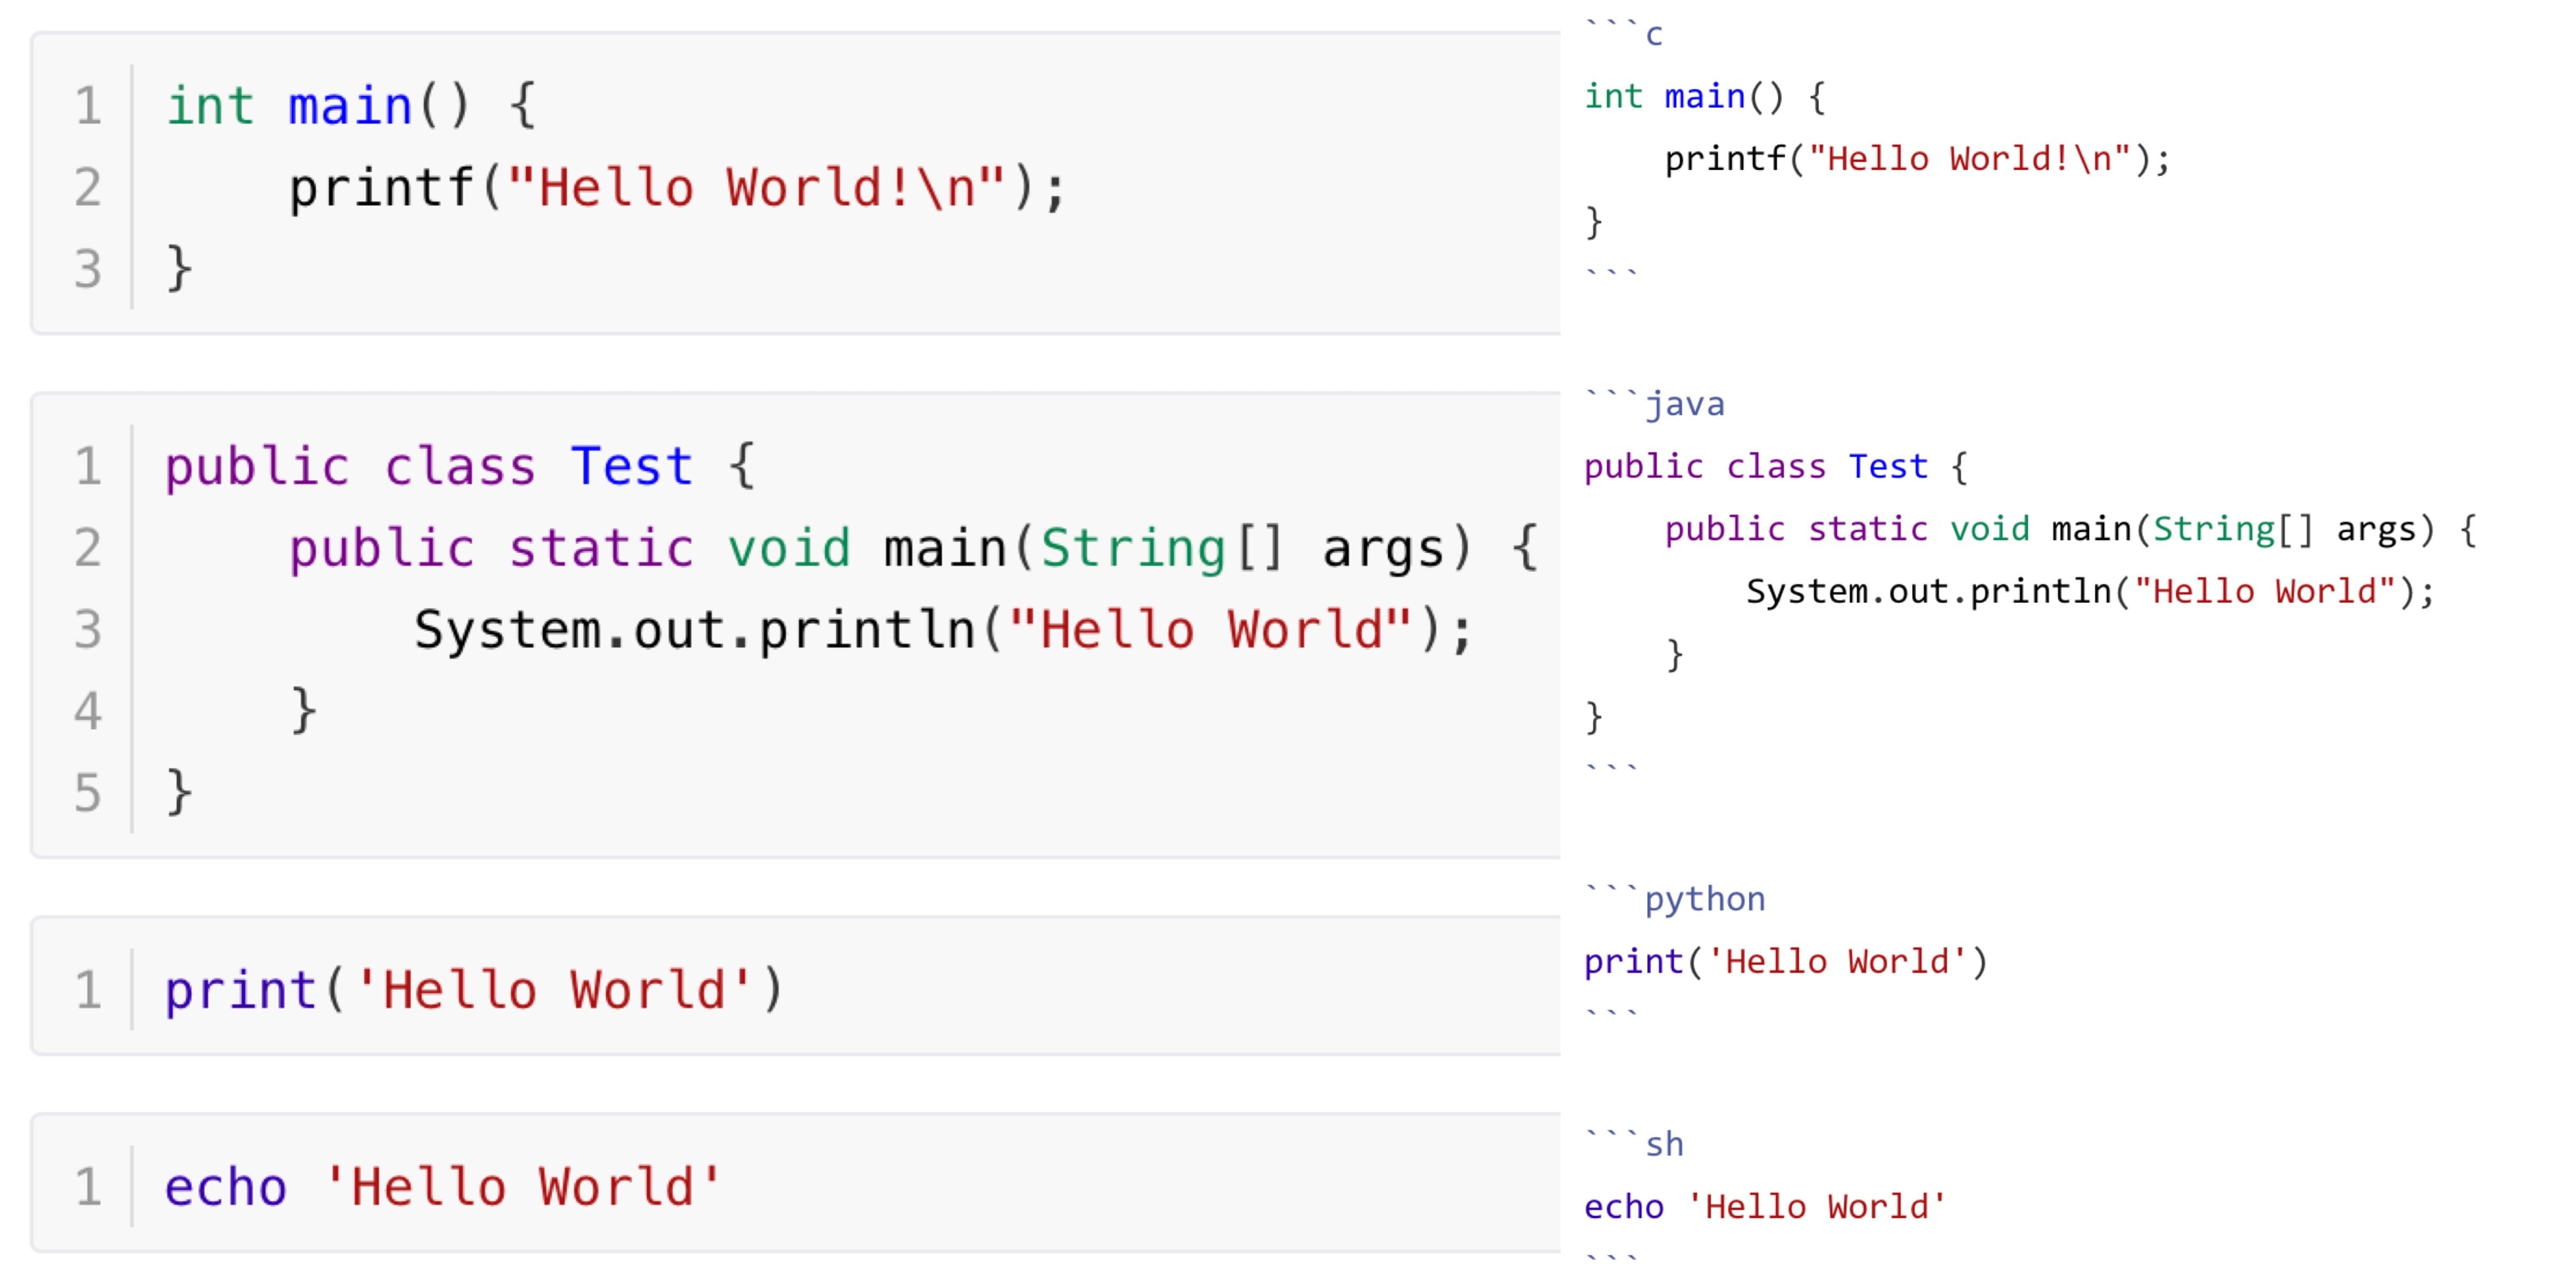 1 int main() {
2     printf("Hello World!\n");
3 }
1 public class Test {
2     public static void main(String[] args) {
3         System.out.println("Hello World");
4     }
5 }
1 print('Hello World')
1 echo 'Hello World'
```c
int main() {
    printf("Hello World!\n");
}
```
```java
public class Test {
    public static void main(String[] args) {
        System.out.println("Hello World");
    }
}
```
```python
print('Hello World')
```
```sh
echo 'Hello World'
```